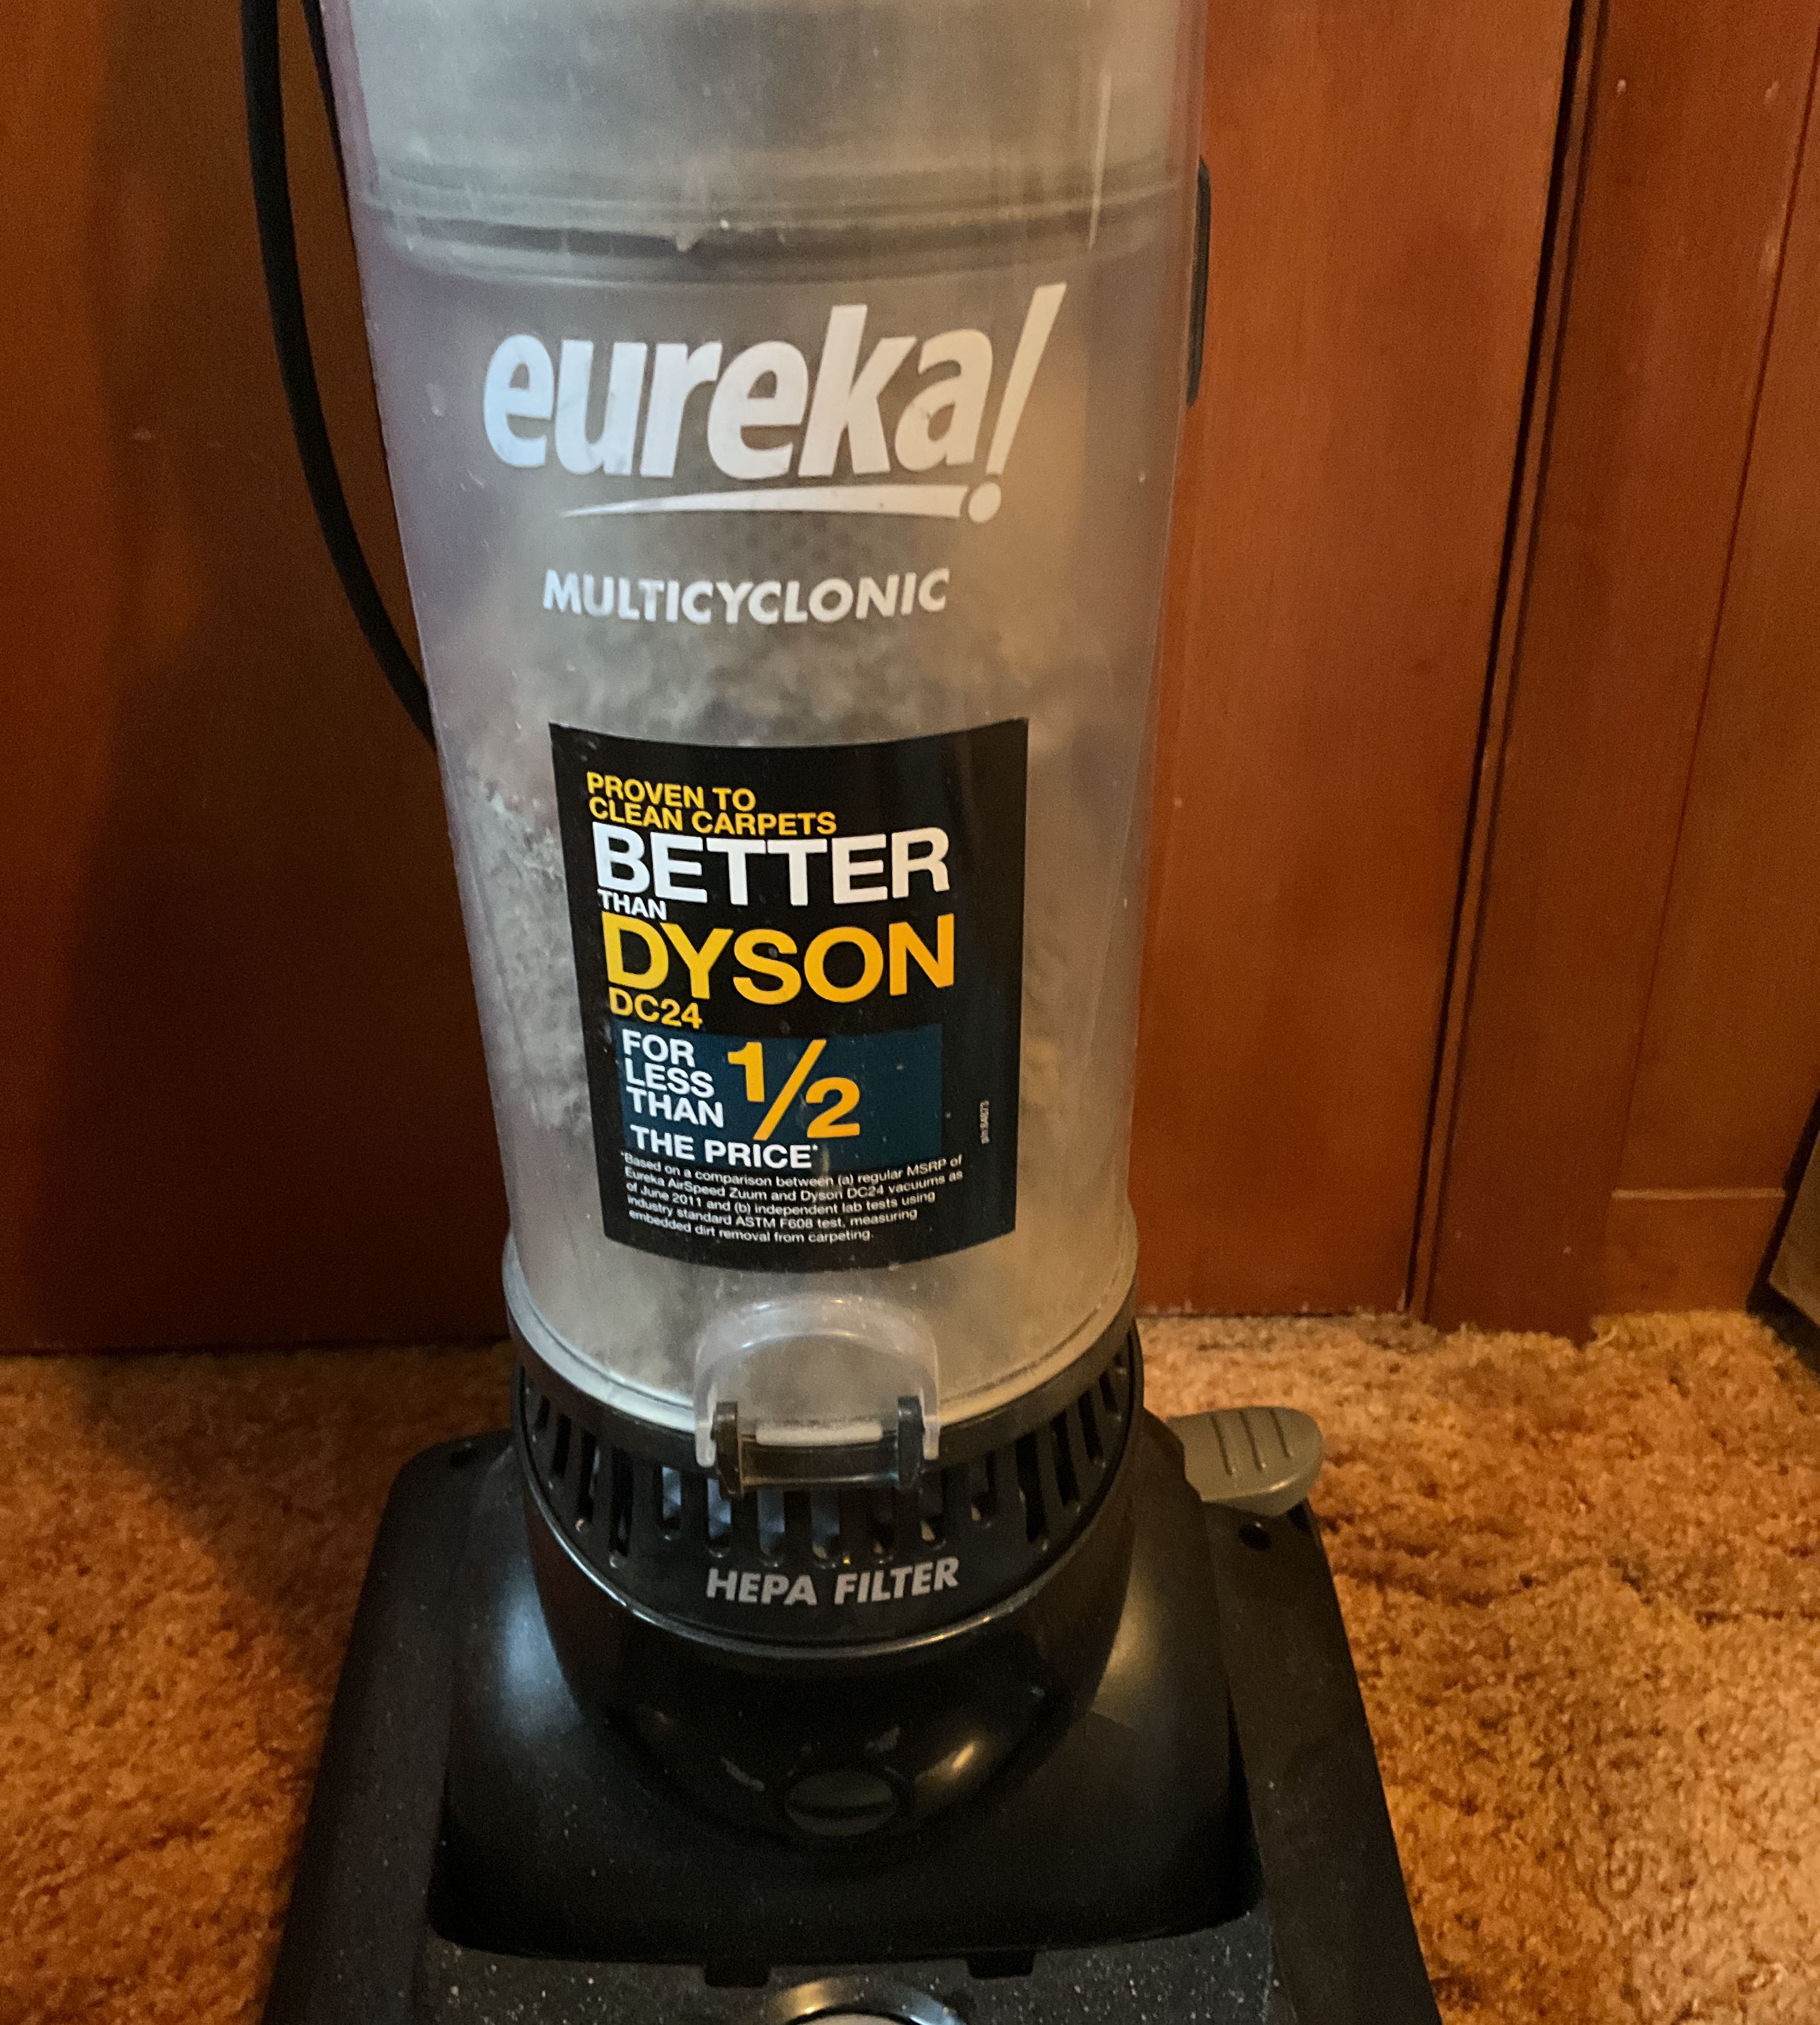 eureka!
MULTICYCLONIC
PROVEN TO
CLEAN CARPETS
BETTER
THAN
DYSON
DC24
FOR
LESS
THAN
1/2
THE PRICE*
*Based on a comparison between (a) regular MSRP of
Eureka AirSpeed Zuum and Dyson DC24 vacuums as
of June 2011 and (b) independent lab tests using
industry standard ASTM F608 test, measuring
embedded dirt removal from carpeting.
HEPA FILTER